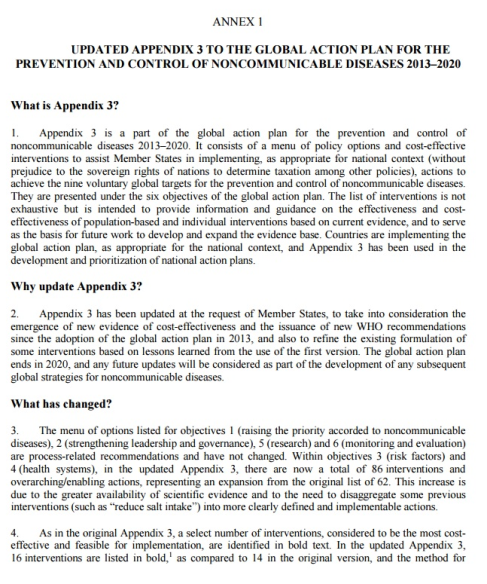 ANNEX 1
UPDATED APPENDIX 3 TO THE GLOBAL ACTION PLAN FOR THE
PREVENTION AND CONTROL OF NONCOMMUNICABLE DISEASES 2013–2020
What is Appendix 3?
1. Appendix 3 is a part of the global action plan for the prevention and control of
noncommunicable diseases 2013–2020. It consists of a menu of policy options and cost-effective
interventions to assist Member States in implementing, as appropriate for national context (without
prejudice to the sovereign rights of nations to determine taxation among other policies), actions to
achieve the nine voluntary global targets for the prevention and control of noncommunicable diseases.
They are presented under the six objectives of the global action plan. The list of interventions is not
exhaustive but is intended to provide information and guidance on the effectiveness and cost-
effectiveness of population-based and individual interventions based on current evidence, and to serve
as the basis for future work to develop and expand the evidence base. Countries are implementing the
global action plan, as appropriate for the national context, and Appendix 3 has been used in the
development and prioritization of national action plans.
Why update Appendix 3?
2. Appendix 3 has been updated at the request of Member States, to take into consideration the
emergence of new evidence of cost-effectiveness and the issuance of new WHO recommendations
since the adoption of the global action plan in 2013, and also to refine the existing formulation of
some interventions based on lessons learned from the use of the first version. The global action plan
ends in 2020, and any future updates will be considered as part of the development of any subsequent
global strategies for noncommunicable diseases.
What has changed?
3. The menu of options listed for objectives 1 (raising the priority accorded to noncommunicable
diseases), 2 (strengthening leadership and governance), 5 (research) and 6 (monitoring and evaluation)
are process-related recommendations and have not changed. Within objectives 3 (risk factors) and
4 (health systems), in the updated Appendix 3, there are now a total of 86 interventions and
overarching/enabling actions, representing an expansion from the original list of 62. This increase is
due to the greater availability of scientific evidence and to the need to disaggregate some previous
interventions (such as “reduce salt intake”) into more clearly defined and implementable actions.
4. As in the original Appendix 3, a select number of interventions, considered to be the most cost-
effective and feasible for implementation, are identified in bold text. In the updated Appendix 3,
16 interventions are listed in bold,¹ as compared to 14 in the original version, and the method for